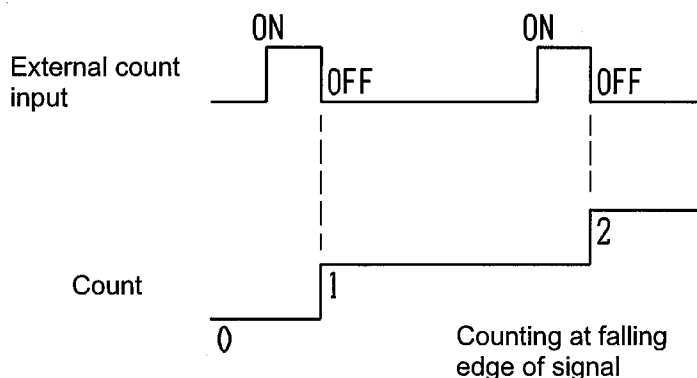 ON
ON
External count
input
OFF
OFF
2
Count
1
0
Counting at falling
edge of signal